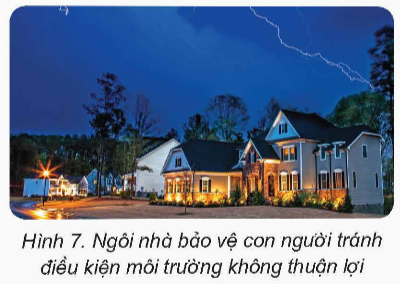 Hình 7. Ngôi nhà bảo vệ con người tránh
điều kiện môi trường không thuận lợi